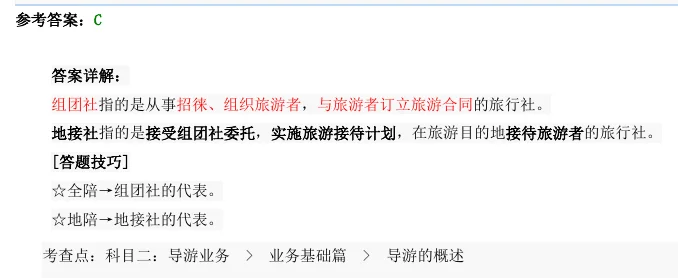 参考答案：C
答案详解：
组团社指的是从事招徕、组织旅游者，与旅游者订立旅游合同的旅行社。
地接社指的是接受组团社委托，实施旅游接待计划，在旅游目的地接待旅游者的旅行社。
[答题技巧]
☆全陪→组团社的代表。
☆地陪→地接社的代表。
考查点：科目二：导游业务 > 业务基础篇 > 导游的概述